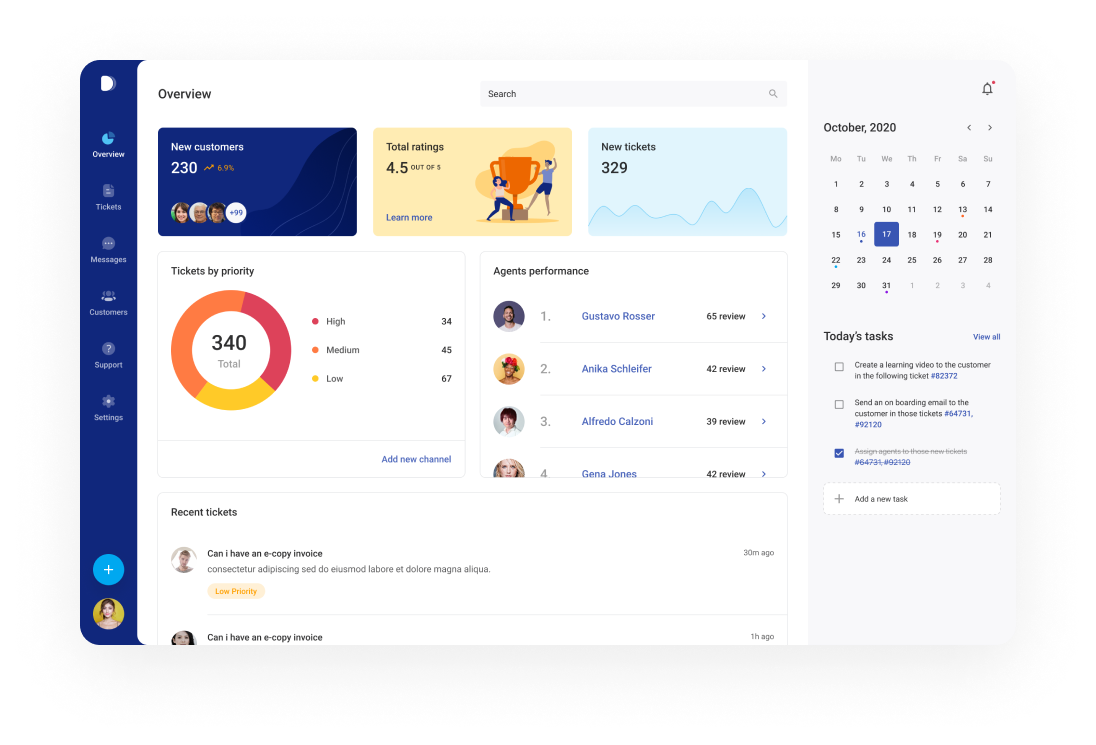 Overview
Search
Overview
Tickets
Messages
Customers
Support
Settings
New customers
230
6.9%
+99
Total ratings
4.5 OUT OF 5
Learn more
New tickets
329
Tickets by priority
340
Total
High 34
Medium 45
Low 67
Add new channel
Agents performance
1. Gustavo Rosser 65 review
2. Anika Schleifer 42 review
3. Alfredo Calzoni 39 review
4. Gena Jones 42 review
Recent tickets
Can i have an e-copy invoice 30m ago
consectetur adipiscing sed do eiusmod labore et dolore magna aliqua.
Low Priority
Can i have an e-copy invoice 1h ago
October, 2020
Mo Tu We Th Fr Sa Su
1 2 3 4 5 6 7
8 9 10 11 12 13 14
15 16 17 18 19 20 21
22 23 24 25 26 27 28
29 30 31 1 2 3 4
Today's tasks View all
Create a learning video to the customer
in the following ticket #82372
Send an on boarding email to the
customer in those tickets #64731,
#92120
Assign agents to those new tickets
#64731, #92120
Add a new task